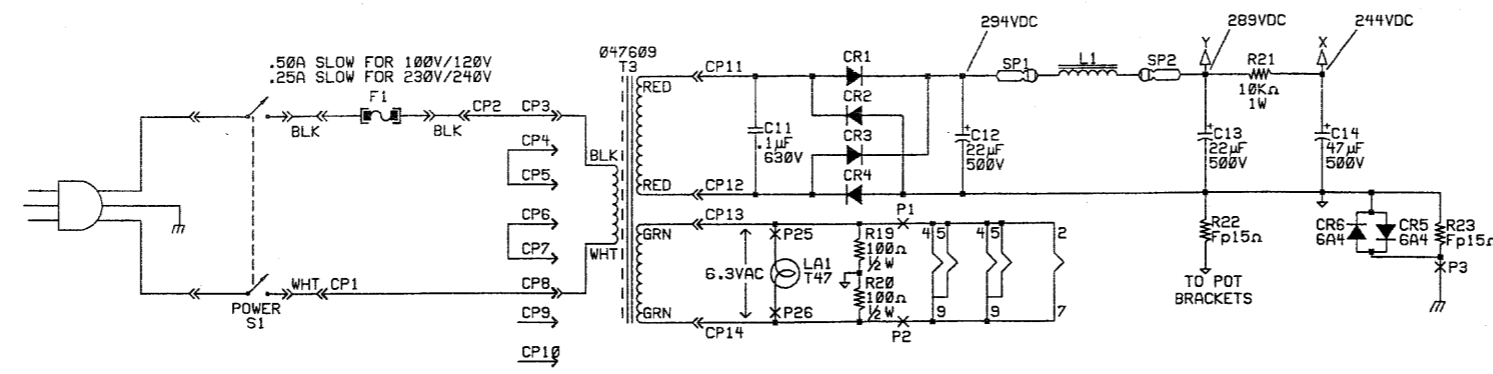 294VDC
289VDC
244VDC
Y
X
.50A SLOW FOR 100V/120V
.25A SLOW FOR 230V/240V
047609
T3
F1
BLK
BLK
CP2
CP3
CP4
CP5
CP6
CP7
CP8
CP9
CP10
BLK
WHT
WHT
CP1
POWER
S1
RED
RED
GRN
GRN
CP11
CP12
CP13
CP14
CR1
CR2
CR3
CR4
C11
.1µF
630V
C12
22µF
500V
SP1
L1
SP2
R21
10KΩ
1W
C13
22µF
500V
C14
47µF
500V
+
+
+
6.3VAC
P25
LA1
T47
P26
R19
100Ω
½W
R20
100Ω
½W
P1
P2
4
5
9
4
5
9
2
7
R22
Fp15Ω
TO POT
BRACKETS
CR6
6A4
CR5
6A4
R23
Fp15Ω
P3